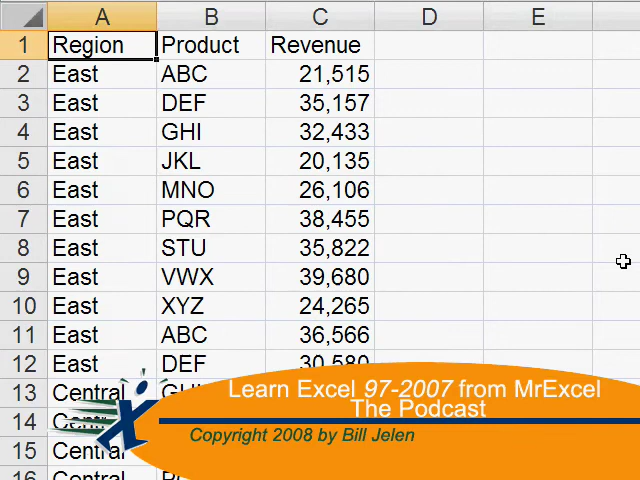 A B C D E
1 Region Product Revenue
2 East ABC 21,515
3 East DEF 35,157
4 East GHI 32,433
5 East JKL 20,135
6 East MNO 26,106
7 East PQR 38,455
8 East STU 35,822
9 East VWX 39,680
10 East XYZ 24,265
11 East ABC 36,566
12 East DEF 30,580
13 Central
14 Central
15 Central
16 Central
Learn Excel 97-2007 from MrExcel
The Podcast
Copyright 2008 by Bill Jelen